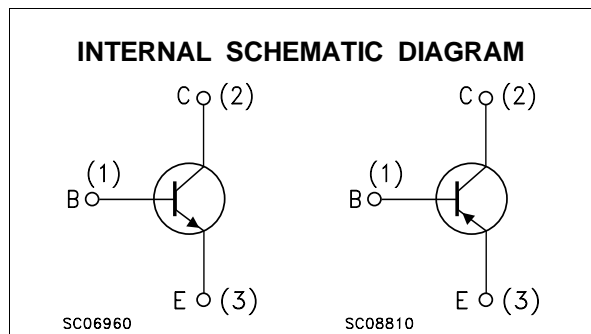 INTERNAL SCHEMATIC DIAGRAM
C (2) C (2)
(1) (1)
B B
E (3) E (3)
SC06960 SC08810